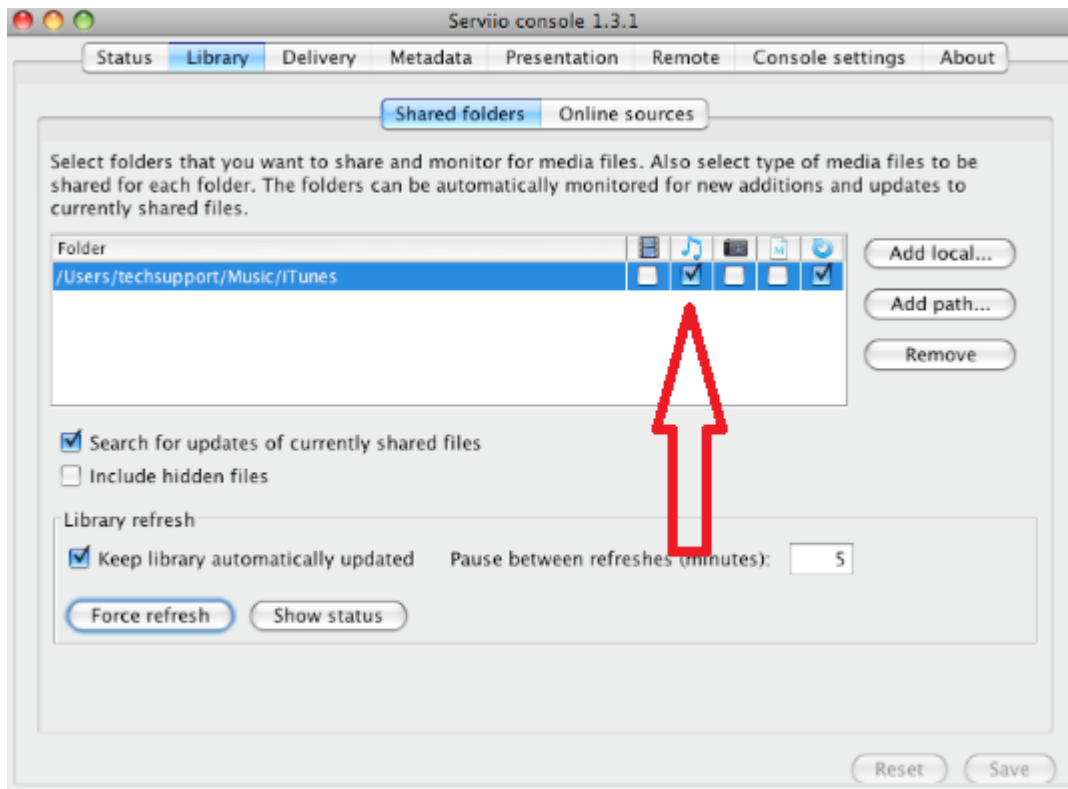 Serviio console 1.3.1
Status Library Delivery Metadata Presentation Remote Console settings About
Shared folders Online sources
Select folders that you want to share and monitor for media files. Also select type of media files to be
shared for each folder. The folders can be automatically monitored for new additions and updates to
currently shared files.
Folder M
/Users/techsupport/Music/iTunes
Add local...
Add path...
Remove
Search for updates of currently shared files
Include hidden files
Library refresh
Keep library automatically updated Pause between refreshes (minutes): 5
Force refresh Show status
Reset Save